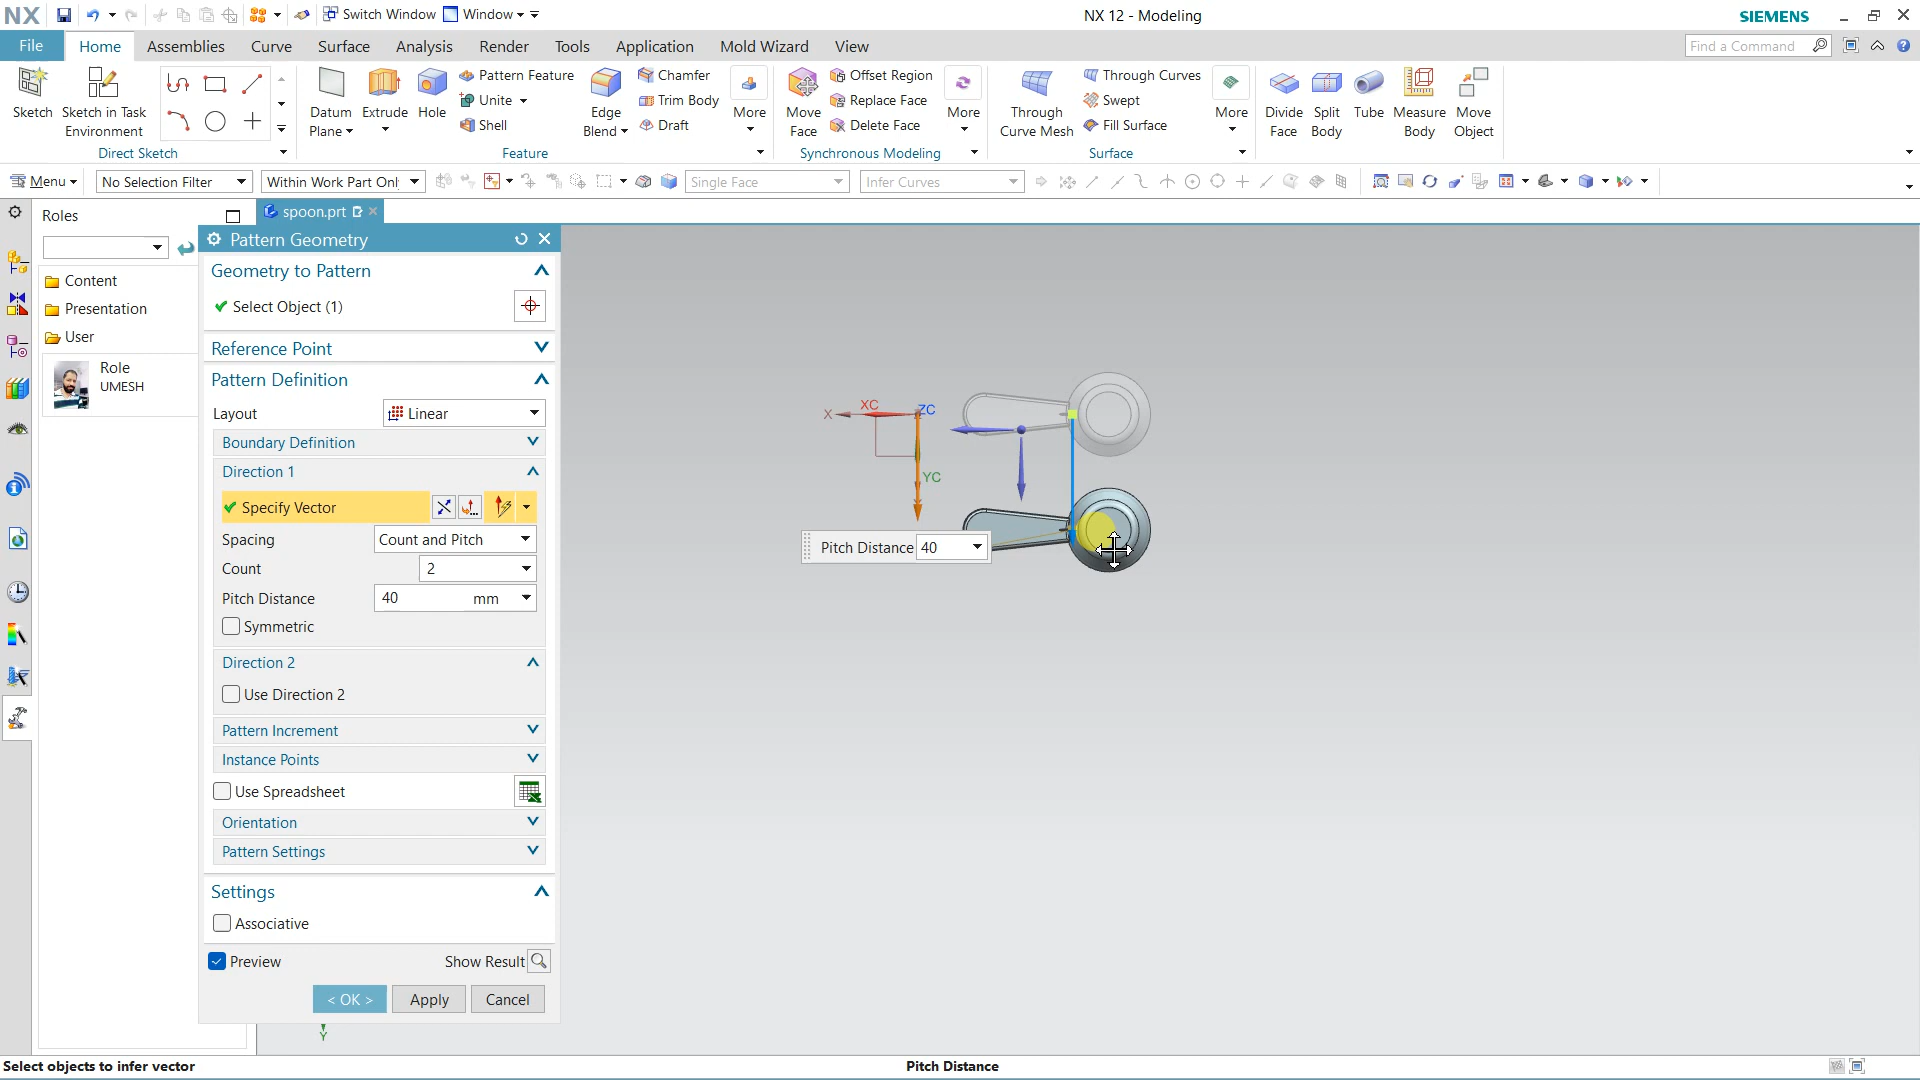 NX
Switch Window
Window
NX 12 - Modeling
SIEMENS
File
Home
Assemblies
Curve
Surface
Analysis
Render
Tools
Application
Mold Wizard
View
Find a Command
Sketch
Sketch in Task
Environment
Direct Sketch
Datum
Plane
Extrude
Hole
Pattern Feature
Unite
Shell
Edge
Blend
Chamfer
Trim Body
Draft
More
Feature
Move
Face
Offset Region
Replace Face
Delete Face
More
Synchronous Modeling
Through
Curve Mesh
Through Curves
Swept
Fill Surface
More
Surface
Divide
Face
Split
Body
Tube
Measure
Body
Move
Object
Menu
No Selection Filter
Within Work Part Onl
Single Face
Infer Curves
Roles
spoon.prt
Content
Presentation
User
Role
UMESH
Pattern Geometry
Geometry to Pattern
Select Object (1)
Reference Point
Pattern Definition
Layout
Linear
Boundary Definition
Direction 1
Specify Vector
Spacing
Count and Pitch
Count
2
Pitch Distance
40
mm
Symmetric
Direction 2
Use Direction 2
Pattern Increment
Instance Points
Use Spreadsheet
Orientation
Pattern Settings
Settings
Associative
Preview
Show Result
< OK >
Apply
Cancel
X
XC
ZC
YC
Pitch Distance
40
Y
Select objects to infer vector
Pitch Distance